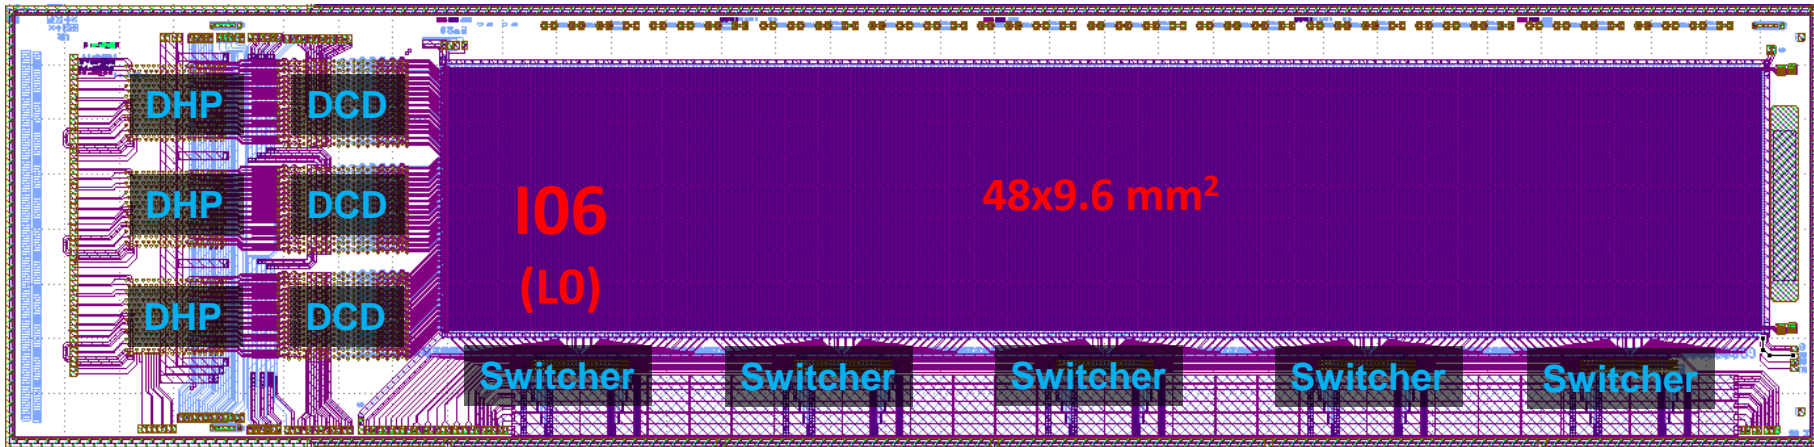 DHP DCD
DHP DCD
DHP DCD
I06
(L0)
48x9.6 mm²
Switcher Switcher Switcher Switcher Switcher